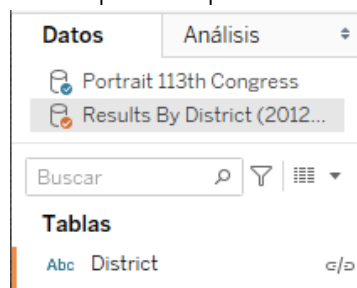 Datos Análisis
Portrait 113th Congress
Results By District (2012...
Buscar
Tablas
Abc District